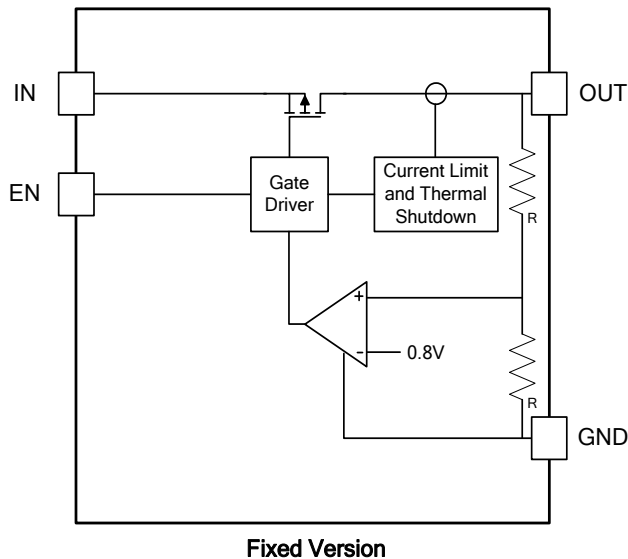 IN
OUT
EN
Gate
Driver
Current Limit
and Thermal
Shutdown
R
+
-
0.8V
R
GND
Fixed Version